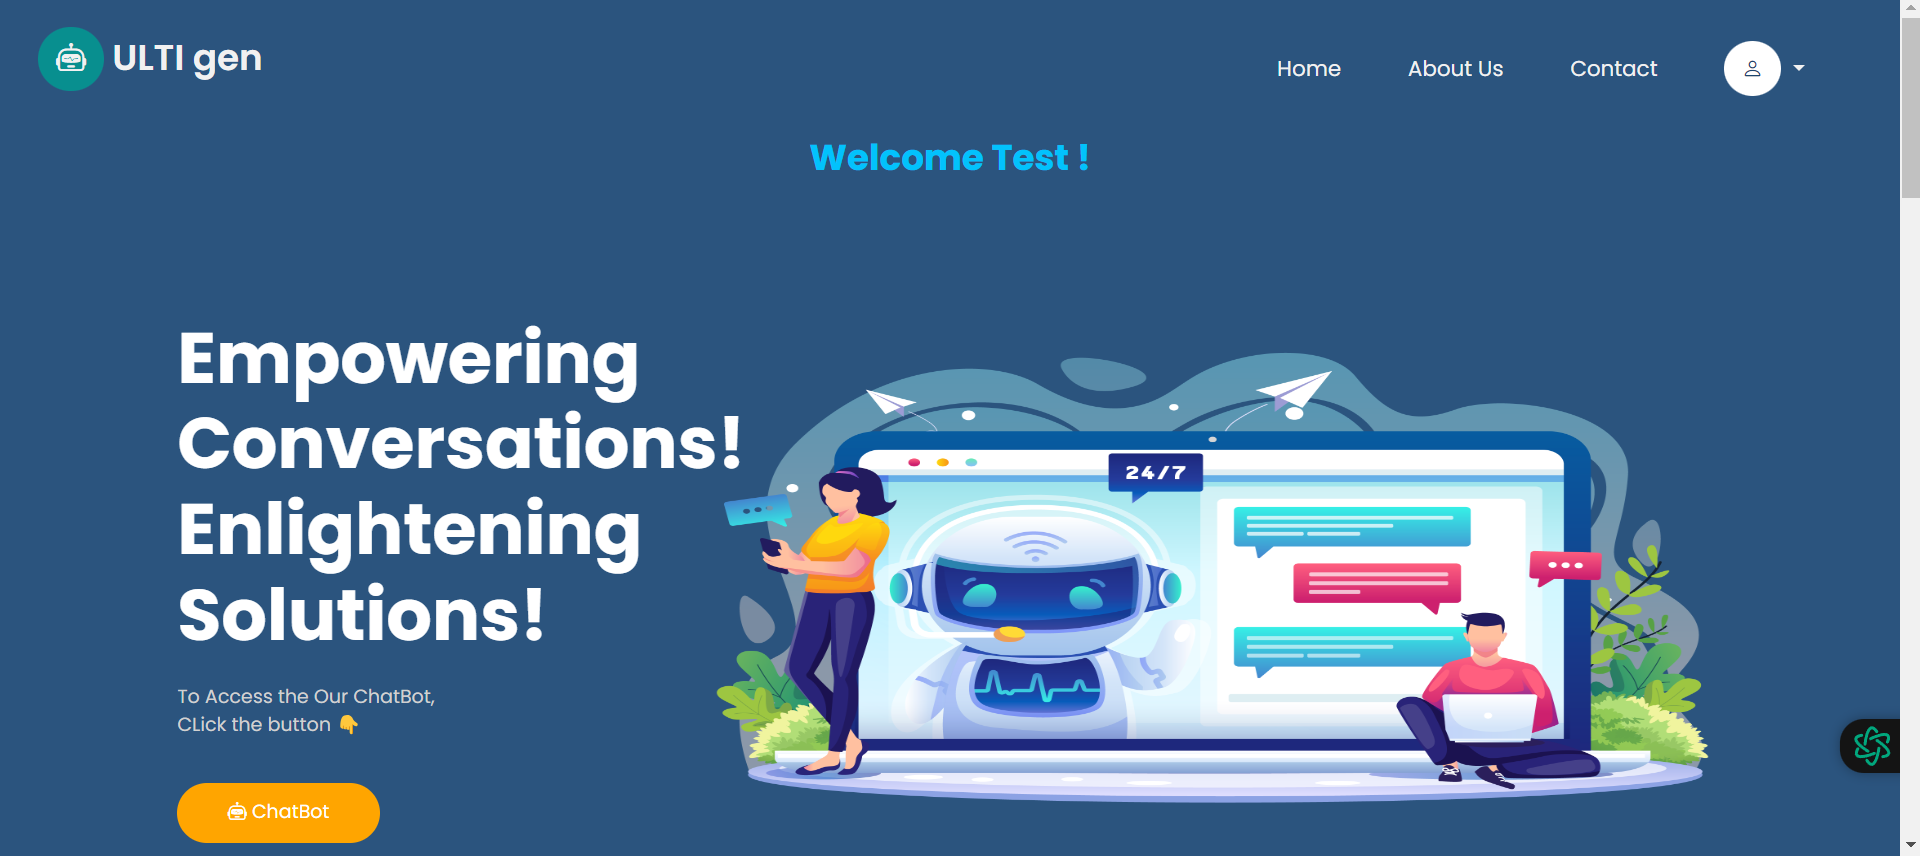 ULTI gen
Home
About Us
Contact
Welcome Test !
Empowering
Conversations!
Enlightening
Solutions!
24/7
To Access the Our ChatBot,
CLick the button 👇
ChatBot